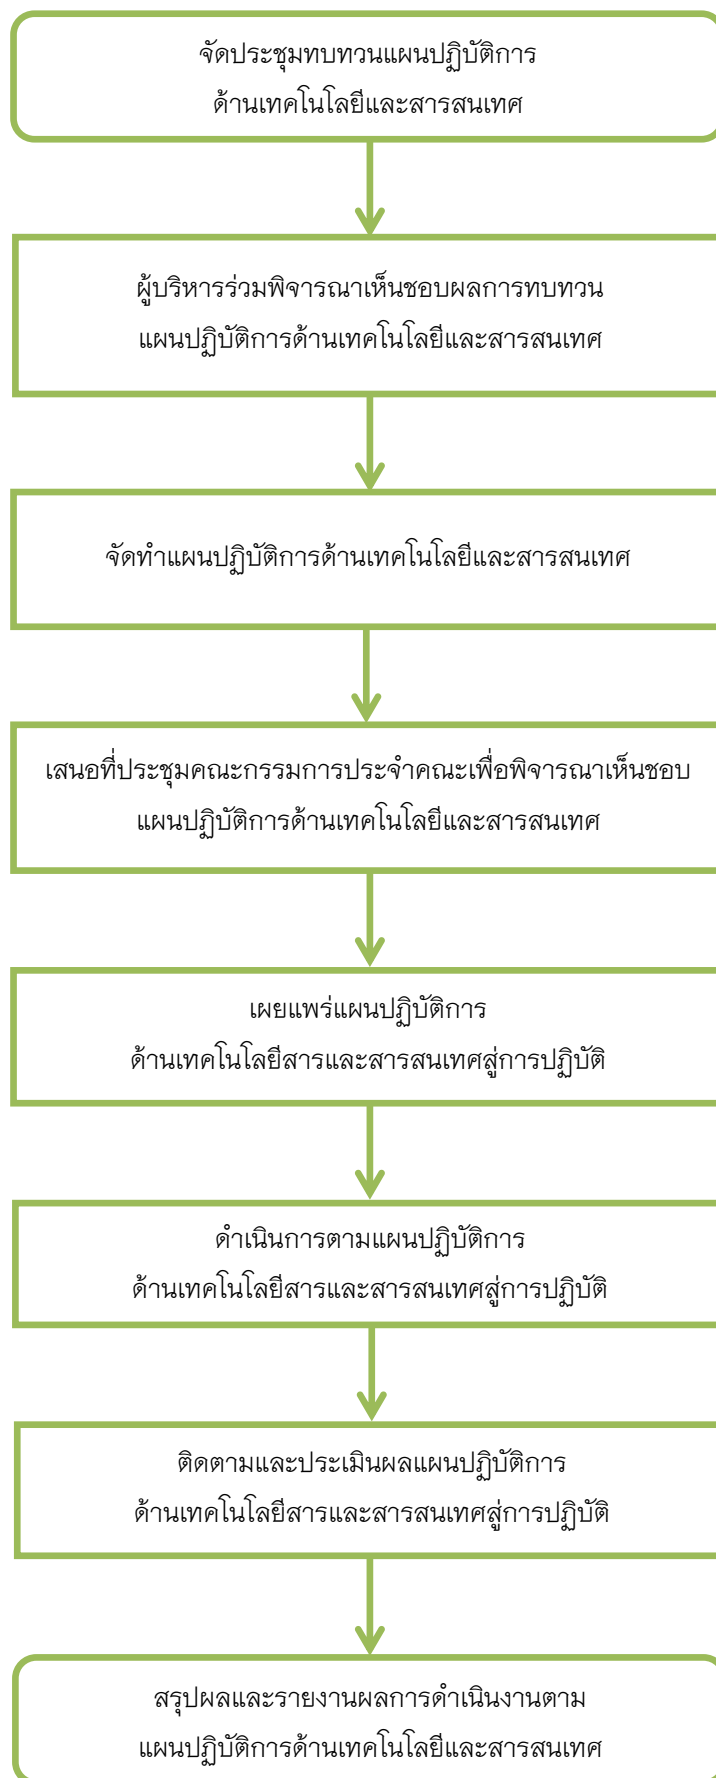 จัดประชุมทบทวนแผนปฏิบัติการ
ด้านเทคโนโลยีและสารสนเทศ
ผู้บริหารร่วมพิจารณาเห็นชอบผลการทบทวน
แผนปฏิบัติการด้านเทคโนโลยีและสารสนเทศ
จัดทำแผนปฏิบัติการด้านเทคโนโลยีและสารสนเทศ
เสนอที่ประชุมคณะกรรมการประจำคณะเพื่อพิจารณาเห็นชอบ
แผนปฏิบัติการด้านเทคโนโลยีและสารสนเทศ
เผยแพร่แผนปฏิบัติการ
ด้านเทคโนโลยีสารและสารสนเทศสู่การปฏิบัติ
ดำเนินการตามแผนปฏิบัติการ
ด้านเทคโนโลยีสารและสารสนเทศสู่การปฏิบัติ
ติดตามและประเมินผลแผนปฏิบัติการ
ด้านเทคโนโลยีสารและสารสนเทศสู่การปฏิบัติ
สรุปผลและรายงานผลการดำเนินงานตาม
แผนปฏิบัติการด้านเทคโนโลยีและสารสนเทศ